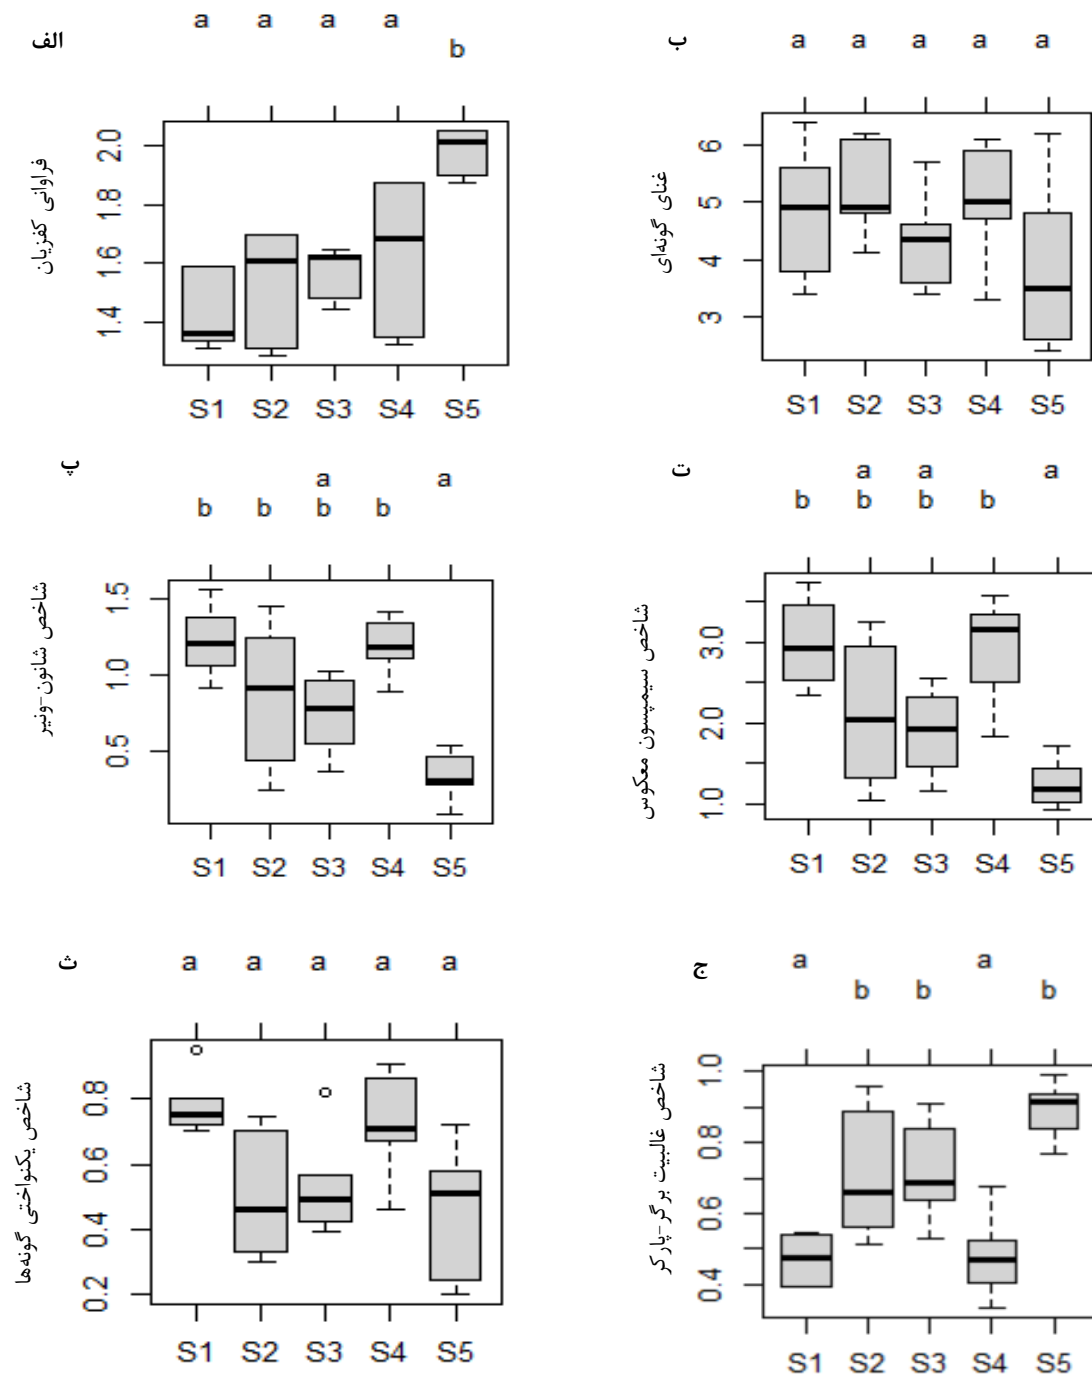 الف
a a a a
b
فراوانی کفزیان
2.0
1.8
1.6
1.4
S1 S2 S3 S4 S5
ب
a a a a a
غنای گونه‌ای
6
5
4
3
S1 S2 S3 S4 S5
پ
a a
b b b b
شاخص شانون-ونیر
1.5
1.0
0.5
S1 S2 S3 S4 S5
ت
a a a
b b b b
شاخص سیمپسون معکوس
3.0
2.0
1.0
S1 S2 S3 S4 S5
ث
a a a a a
شاخص یکنواختی گونه‌ها
0.8
0.6
0.4
0.2
S1 S2 S3 S4 S5
ج
a a
b b b
شاخص غالبیت برگر-پارکر
1.0
0.8
0.6
0.4
S1 S2 S3 S4 S5